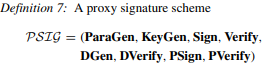 Definition 7: A proxy signature scheme
𝒫𝒮ℐ𝒢 = (ParaGen, KeyGen, Sign, Verify,
DGen, DVerify, PSign, PVerify)